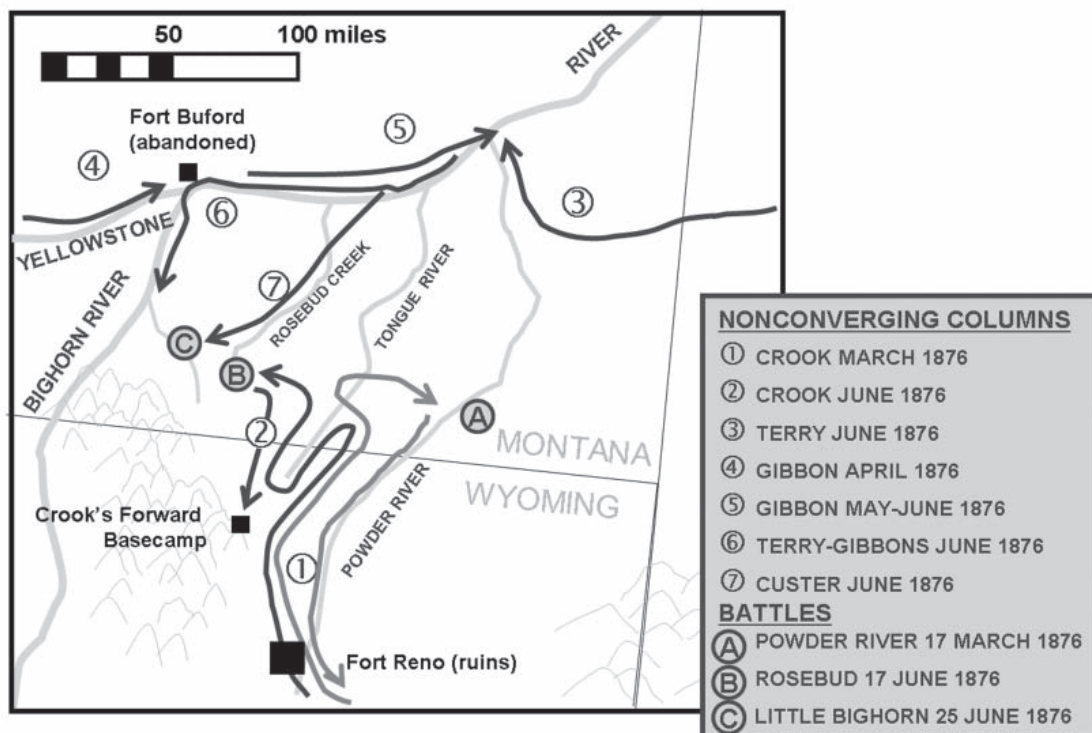 50 100 miles
RIVER
Fort Buford
(abandoned)
⑤
④
⑥
③
YELLOWSTONE
BIGHORN RIVER
⑦
ROSEBUD CREEK
TONGUE RIVER
C
B
A
②
MONTANA
WYOMING
Crook's Forward
Basecamp
POWDER RIVER
①
Fort Reno (ruins)
NONCONVERGING COLUMNS
① CROOK MARCH 1876
② CROOK JUNE 1876
③ TERRY JUNE 1876
④ GIBBON APRIL 1876
⑤ GIBBON MAY-JUNE 1876
⑥ TERRY-GIBBONS JUNE 1876
⑦ CUSTER JUNE 1876
BATTLES
A POWDER RIVER 17 MARCH 1876
B ROSEBUD 17 JUNE 1876
C LITTLE BIGHORN 25 JUNE 1876